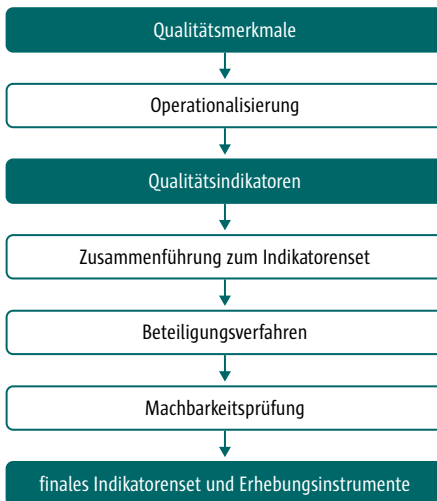 Qualitätsmerkmale
Operationalisierung
Qualitätsindikatoren
Zusammenführung zum Indikatorenset
Beteiligungsverfahren
Machbarkeitsprüfung
finales Indikatorenset und Erhebungsinstrumente